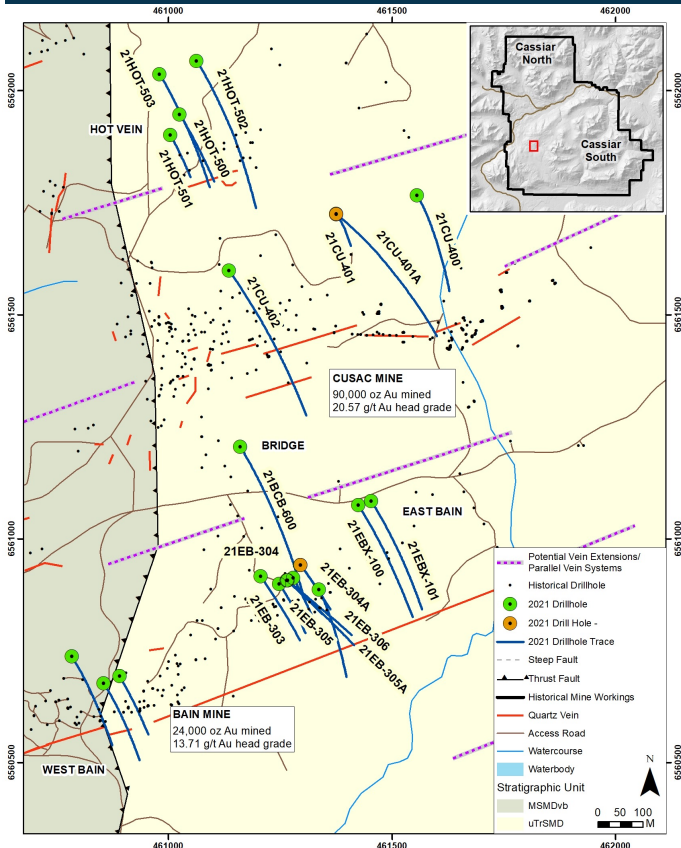 461000
461500
462000
6562000
6561500
6561000
6560500
Cassiar
North
Cassiar
South
21HOT-503
21HOT-502
HOT VEIN
21HOT-500
21HOT-501
21CU-400
21CU-401
21CU-401A
21CU-402
CUSAC MINE
90,000 oz Au mined
20.57 g/t Au head grade
BRIDGE
21BCB-600
EAST BAIN
21EBX-100
21EBX-101
21EB-304
21EB-304A
21EB-303
21EB-305
21EB-306
21EB-305A
BAIN MINE
24,000 oz Au mined
13.71 g/t Au head grade
WEST BAIN
Potential Vein Extensions/
Parallel Vein Systems
Historical Drillhole
2021 Drillhole
2021 Drill Hole -
2021 Drillhole Trace
Steep Fault
Thrust Fault
Historical Mine Workings
Quartz Vein
Access Road
Watercourse
Waterbody
Stratigraphic Unit
MSMDvb
uTrSMD
N
0 50 100
M
461000
461500
462000